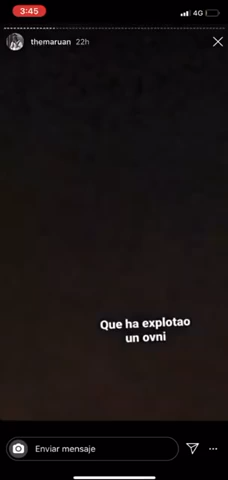 3:45
4G
themaruan 22h
Que ha explotao
un ovni
Enviar mensaje